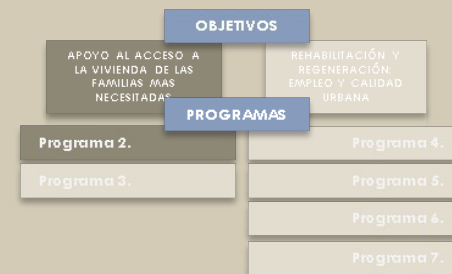 OBJETIVOS
APOYO AL ACCESO A
LA VIVIENDA DE LAS
FAMILIAS MAS
NECESITADAS
REHABILITACIÓN Y
REGENERACIÓN:
EMPLEO Y CALIDAD
URBANA
PROGRAMAS
Programa 2.
Programa 3.
Programa 4.
Programa 5.
Programa 6.
Programa 7.